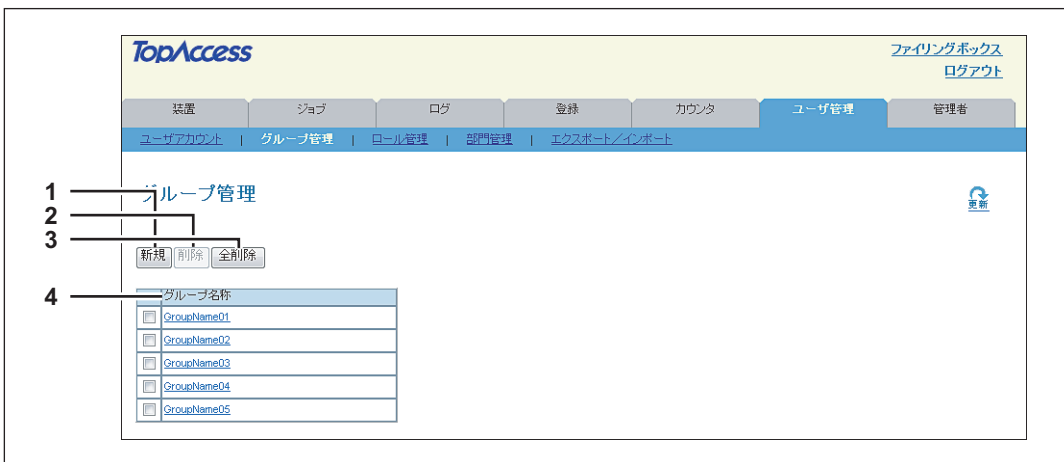 TopAccess
ファイリングボックス
ログアウト
装置 ジョブ ログ 登録 カウンタ ユーザ管理 管理者
ユーザアカウント | グループ管理 | ロール管理 | 部門管理 | エクスポート／インポート
1
グループ管理
更新
2
3
新規 削除 全削除
4
グループ名称
GroupName01
GroupName02
GroupName03
GroupName04
GroupName05